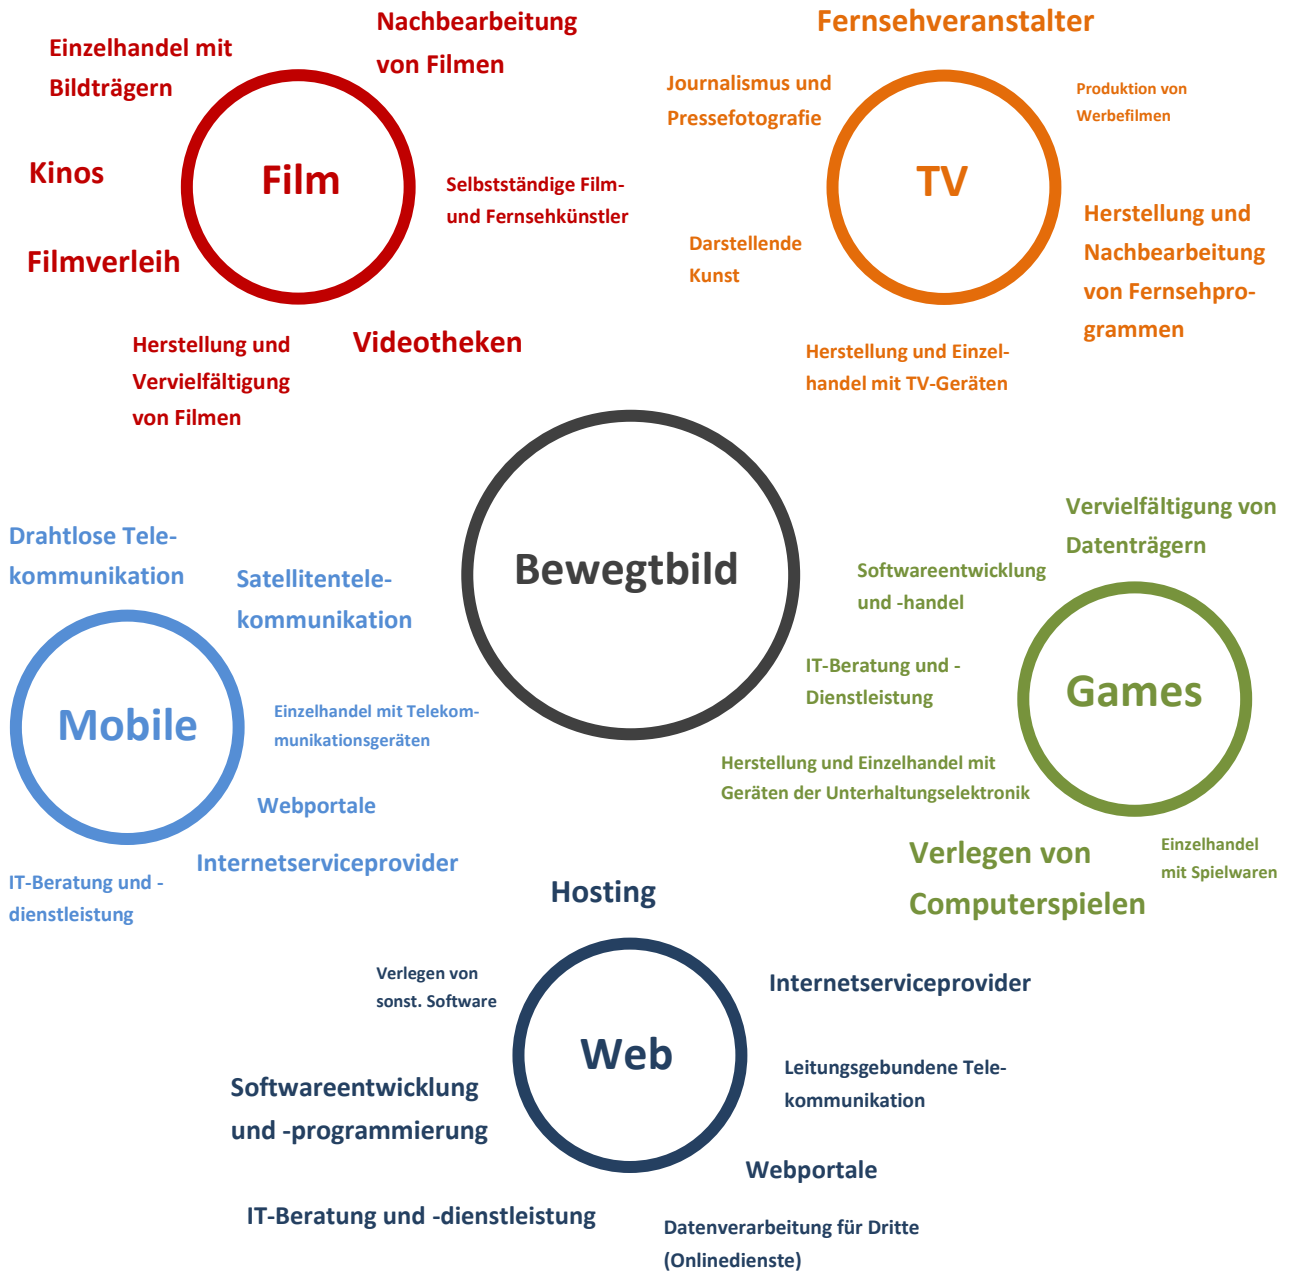 Einzelhandel mit
Bildträgern
Nachbearbeitung
von Filmen
Kinos
Film
Selbstständige Film-
und Fernsehkünstler
Filmverleih
Herstellung und
Vervielfältigung
von Filmen
Videotheken
Fernsehveranstalter
Journalismus und
Pressefotografie
Produktion von
Werbefilmen
TV
Darstellende
Kunst
Herstellung und
Nachbearbeitung
von Fernsehpro-
grammen
Herstellung und Einzel-
handel mit TV-Geräten
Bewegtbild
Drahtlose Tele-
kommunikation
Satellitentele-
kommunikation
Mobile
Einzelhandel mit Telekom-
munikationsgeräten
Webportale
Internetserviceprovider
IT-Beratung und -
dienstleistung
Vervielfältigung von
Datenträgern
Softwareentwicklung
und -handel
IT-Beratung und -
Dienstleistung
Games
Herstellung und Einzelhandel mit
Geräten der Unterhaltungselektronik
Verlegen von
Computerspielen
Einzelhandel
mit Spielwaren
Hosting
Verlegen von
sonst. Software
Internetserviceprovider
Web
Leitungsgebundene Tele-
kommunikation
Softwareentwicklung
und -programmierung
Webportale
IT-Beratung und -dienstleistung
Datenverarbeitung für Dritte
(Onlinedienste)